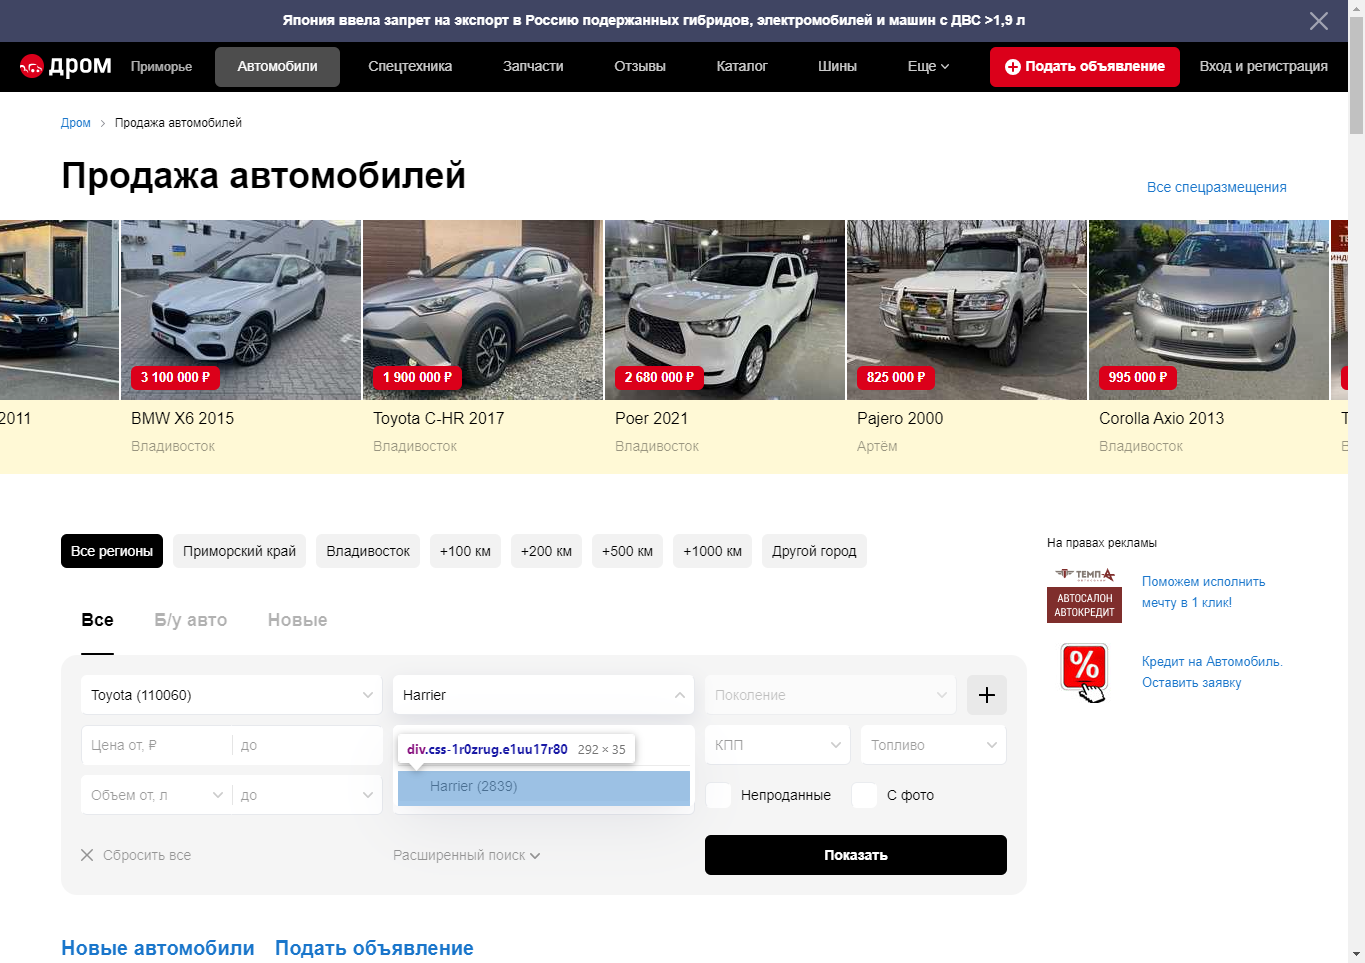 Япония ввела запрет на экспорт в Россию подержанных гибридов, электромобилей и машин с ДВС >1,9 л
дром Приморье Автомобили Спецтехника Запчасти Отзывы Каталог Шины Еще Подать объявление Вход и регистрация
Дром > Продажа автомобилей
Продажа автомобилей
Все спецразмещения
3 100 000 ₽ 1 900 000 ₽ 2 680 000 ₽ 825 000 ₽ 995 000 ₽
2011 BMW X6 2015 Toyota C-HR 2017 Poer 2021 Pajero 2000 Corolla Axio 2013
Владивосток Владивосток Владивосток Артём Владивосток
Все регионы Приморский край Владивосток +100 км +200 км +500 км +1000 км Другой город
На правах рекламы
ТЕМП-А
АВТОСАЛОН
АВТОКРЕДИТ
Поможем исполнить
мечту в 1 клик!
%
Кредит на Автомобиль.
Оставить заявку
Все Б/у авто Новые
Toyota (110060) Harrier Поколение +
Цена от, ₽ до КПП Топливо
div.css-1r0zrug.e1uu17r80 292 × 35
Harrier (2839)
Объем от, л до Непроданные С фото
Сбросить все Расширенный поиск Показать
Новые автомобили Подать объявление